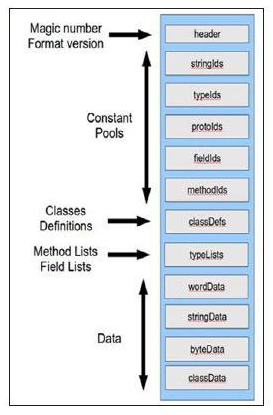 Magic number
Format version
header
stringIds
typeIds
Constant
Pools
protoIds
fieldIds
methodIds
Classes
Definitions
classDefs
Method Lists
Field Lists
typeLists
wordData
stringData
Data
byteData
classData